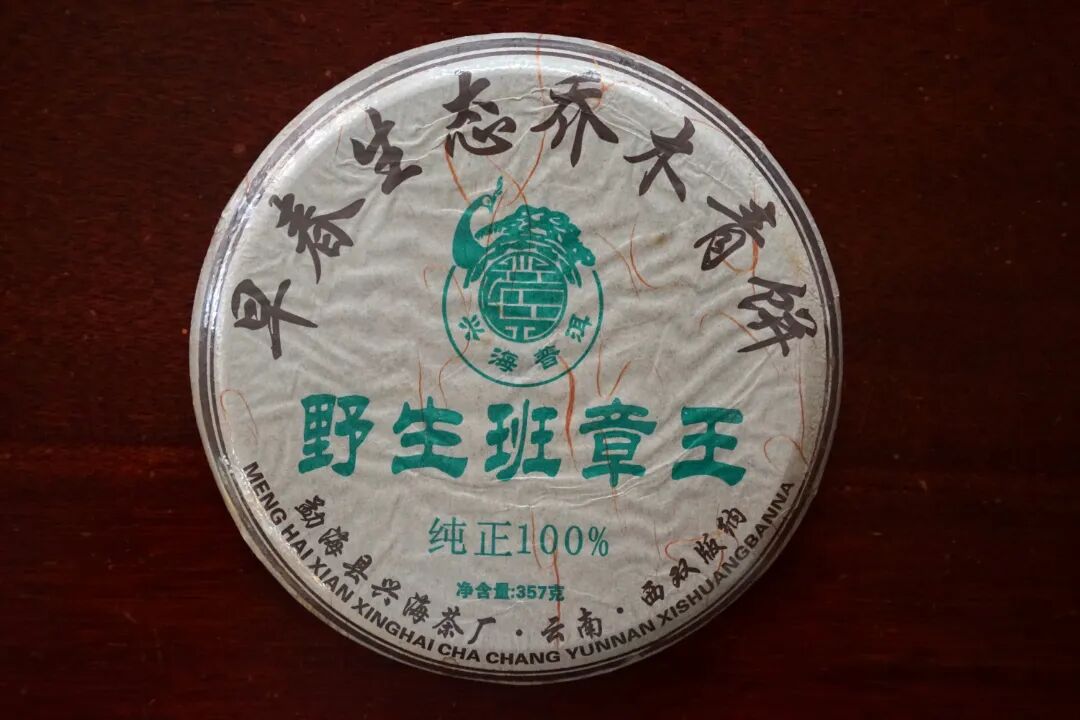 早春生态乔木青饼
兴海普洱
野生班章王
纯正100%
净含量:357克
勐海县兴海茶厂·云南·西双版纳
MENG HAI XIAN XINGHAI CHA CHANG YUNNAN XISHUANGBANNA